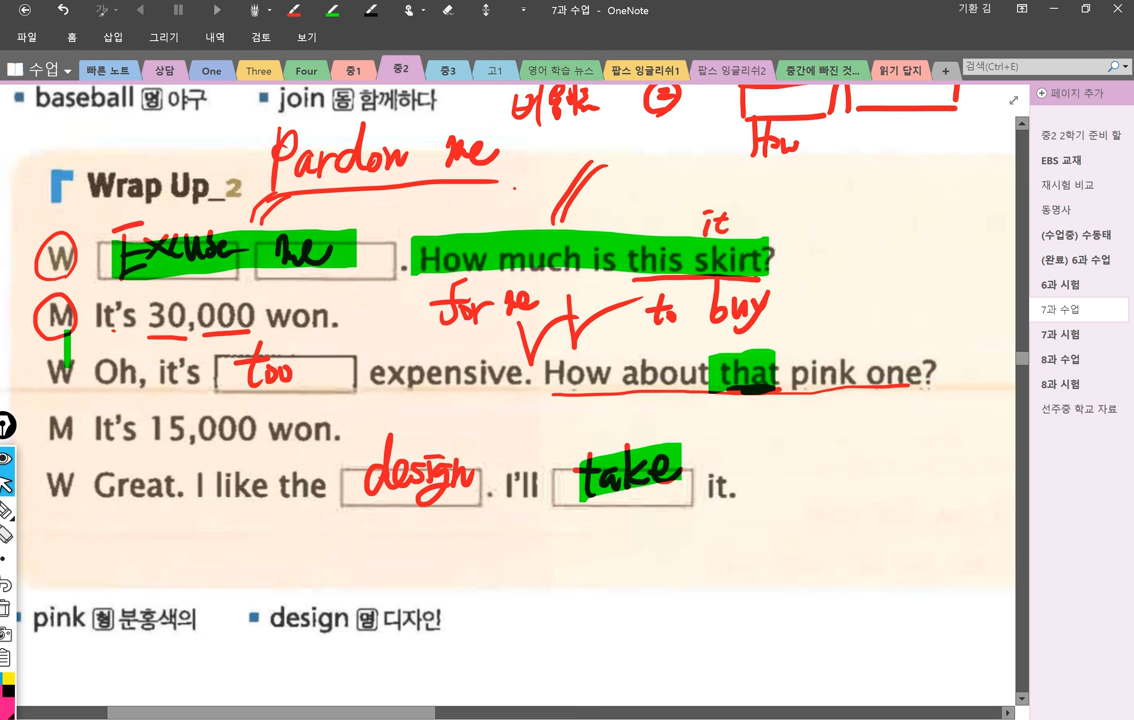 7과 수업 - OneNote
기환 김
파일 홈 삽입 그리기 내역 검토 보기
수업 빠른 노트 상담 One Three Four 중1 중2 중3 고1 영어 학습 뉴스 팝스 잉글리쉬1 팝스 잉글리쉬2 중간에 빠진 것... 읽기 답지 + 검색(Ctrl+E)
페이지 추가
baseball 명 야구 join 동 함께하다
How
Pardon me
Wrap Up_2
it
W Excuse me . How much is this skirt?
for me to buy
M It's 30,000 won.
W Oh, it's too expensive. How about that pink one?
M It's 15,000 won.
W Great. I like the design . I'll take it.
pink 형 분홍색의 design 명 디자인
중2 2학기 준비 할
EBS 교재
재시험 비교
동명사
(수업중) 수동태
(완료) 6과 수업
6과 시험
7과 수업
7과 시험
8과 수업
8과 시험
선주중 학교 자료